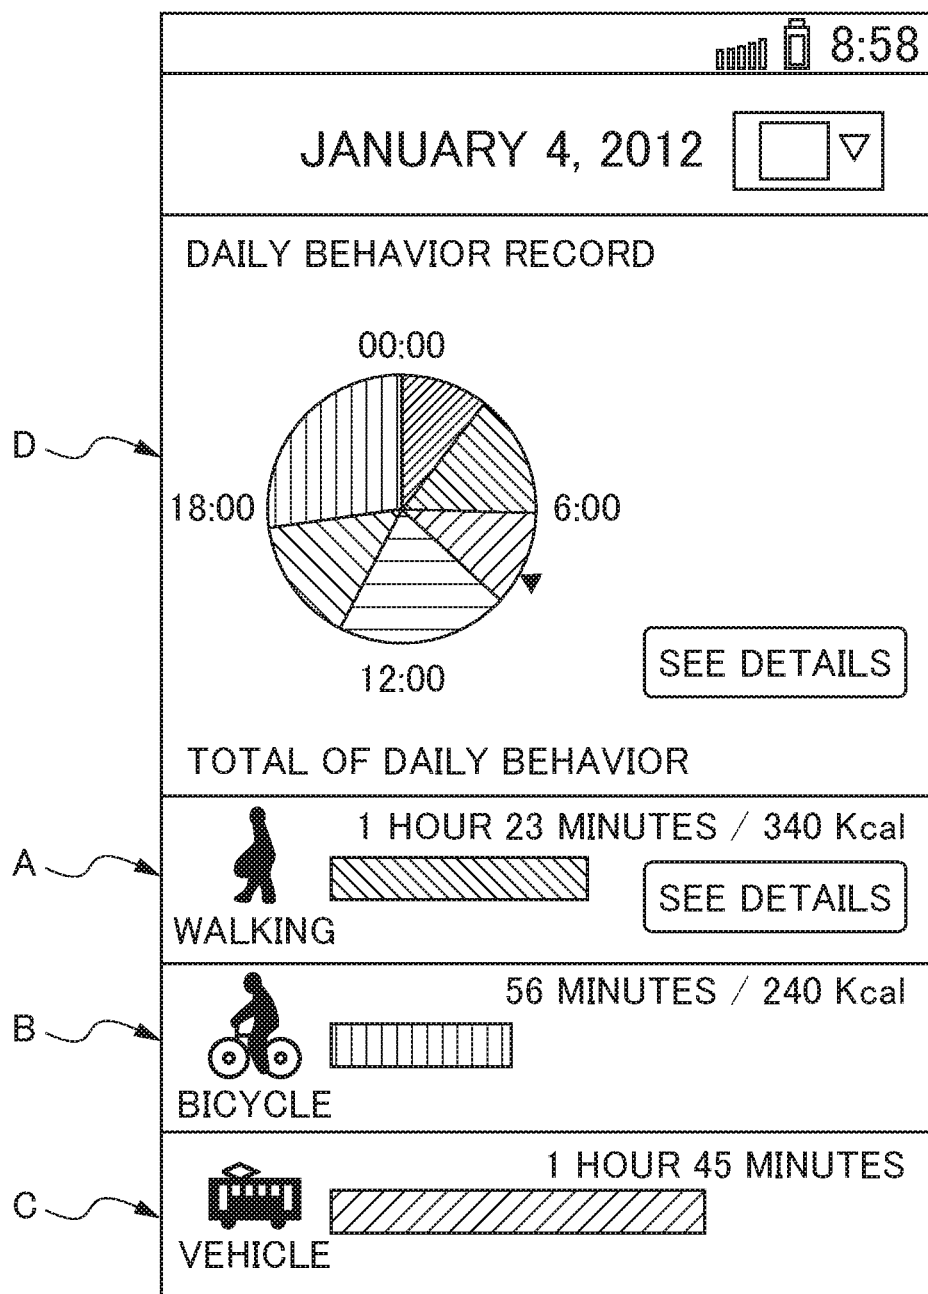 8:58
JANUARY 4, 2012
DAILY BEHAVIOR RECORD
00:00
D
18:00
6:00
12:00
SEE DETAILS
TOTAL OF DAILY BEHAVIOR
1 HOUR 23 MINUTES / 340 Kcal
A
SEE DETAILS
WALKING
56 MINUTES / 240 Kcal
B
BICYCLE
1 HOUR 45 MINUTES
C
VEHICLE